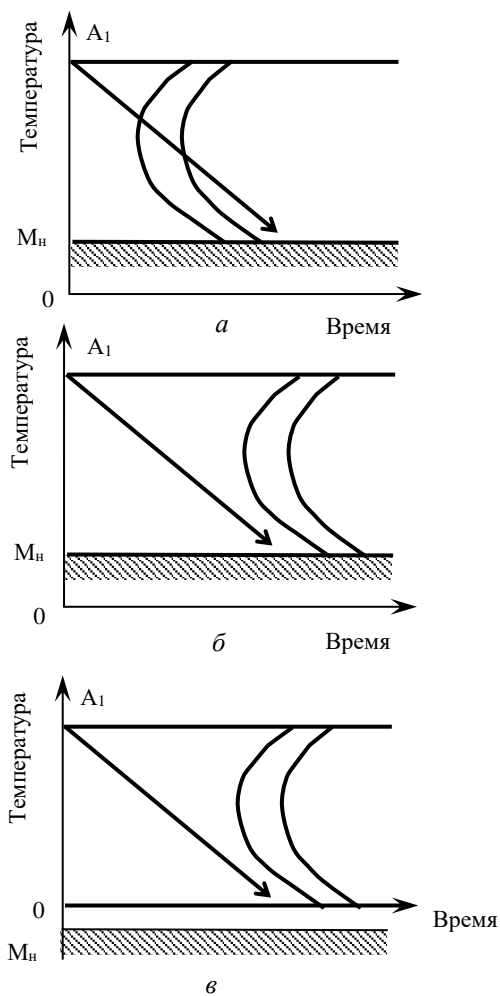 Температура
A₁
Mн
0
а
Время
Температура
A₁
Mн
0
б
Время
Температура
A₁
0
Время
Mн
в